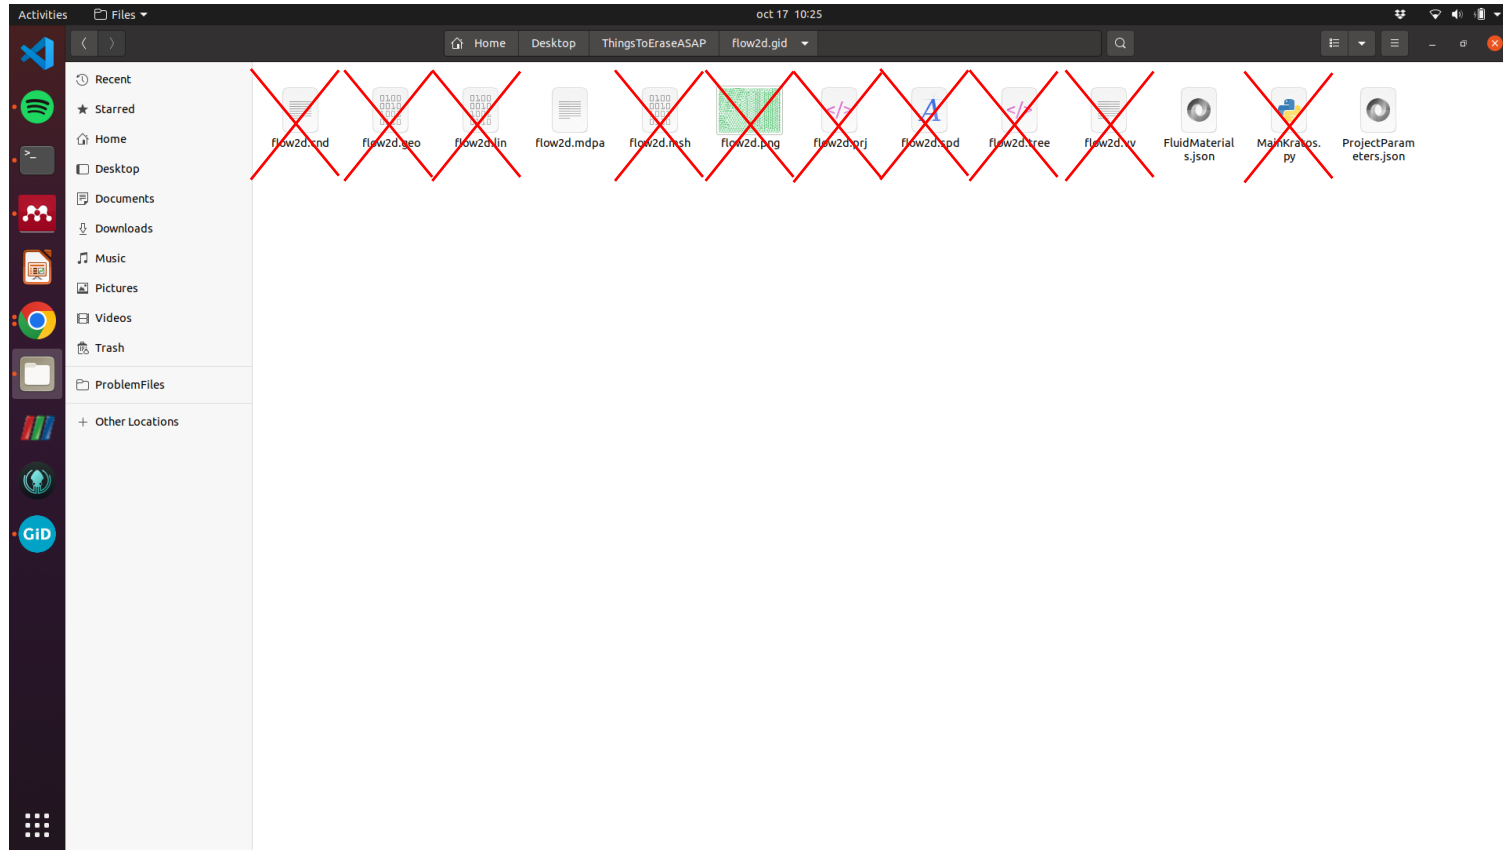 Activities
Files
oct 17 10:25
Home
Desktop
ThingsToEraseASAP
flow2d.gid
Recent
Starred
Home
Desktop
Documents
Downloads
Music
Pictures
Videos
Trash
ProblemFiles
Other Locations
flow2d.cnd
flow2d.geo
flow2d.lin
flow2d.mdpa
flow2d.msh
flow2d.png
flow2d.prj
flow2d.spd
flow2d.tree
flow2d.vv
FluidMaterial
s.json
MainKratos.
py
ProjectParam
eters.json
GiD